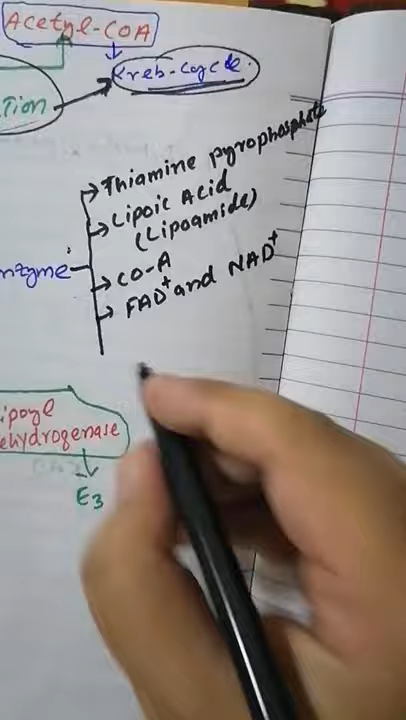 Acetyl-COA
Kreb-Cycle
tion
Thiamine pyrophosphate
Lipoic Acid
(Lipoamide)
nzyme
CO-A
FAD+ and NAD+
ipoyl
ehydrogenase
E3